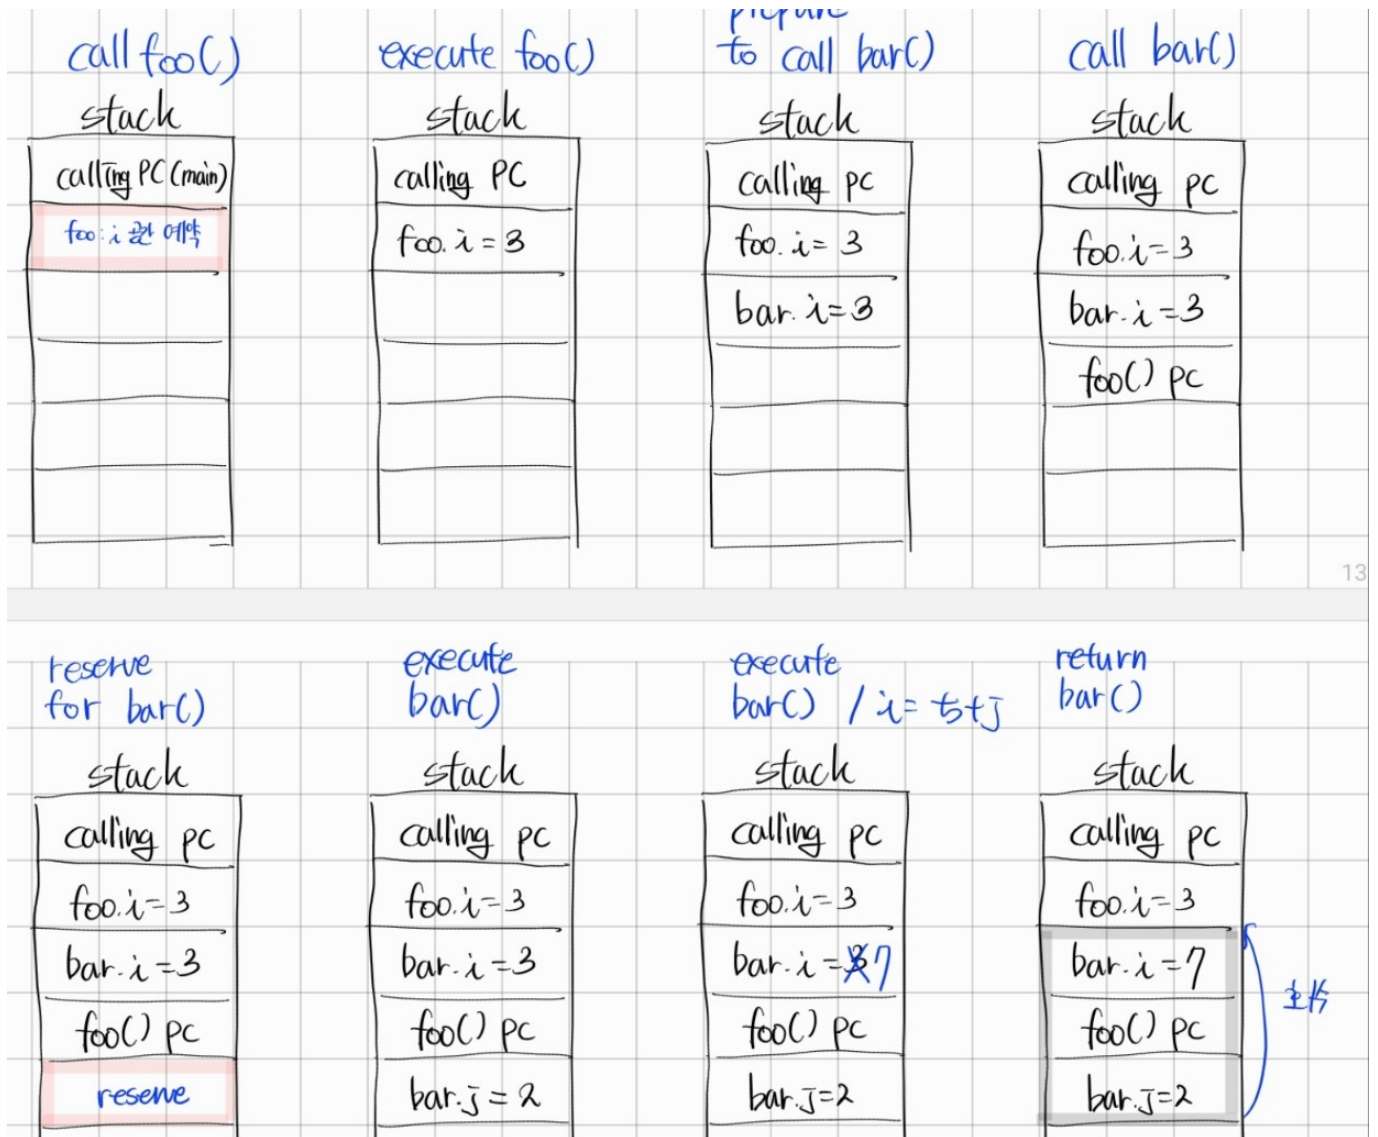 call foo()
execute foo()
prepare
to call bar()
call bar()
stack
stack
stack
stack
calling PC (main)
calling PC
calling pc
calling pc
foo.i 공간 예약
foo.i = 3
foo.i = 3
foo.i = 3
bar.i = 3
bar.i = 3
foo() pc
13
reserve
for bar()
execute
bar()
execute
bar() / i = 5+j
return
bar()
stack
stack
stack
stack
calling pc
calling pc
calling pc
calling pc
foo.i = 3
foo.i = 3
foo.i = 3
foo.i = 3
bar.i = 3
bar.i = 3
bar.i = 3 7
bar.i = 7
foo() pc
foo() pc
foo() pc
foo() pc
reserve
bar.j = 2
bar.j = 2
bar.j = 2